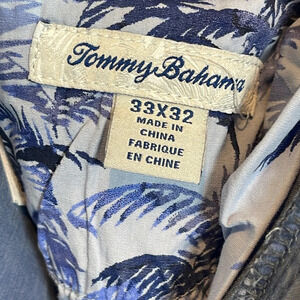 Tommy Bahama
33X32
MADE IN
CHINA
FABRIQUE
EN CHINE